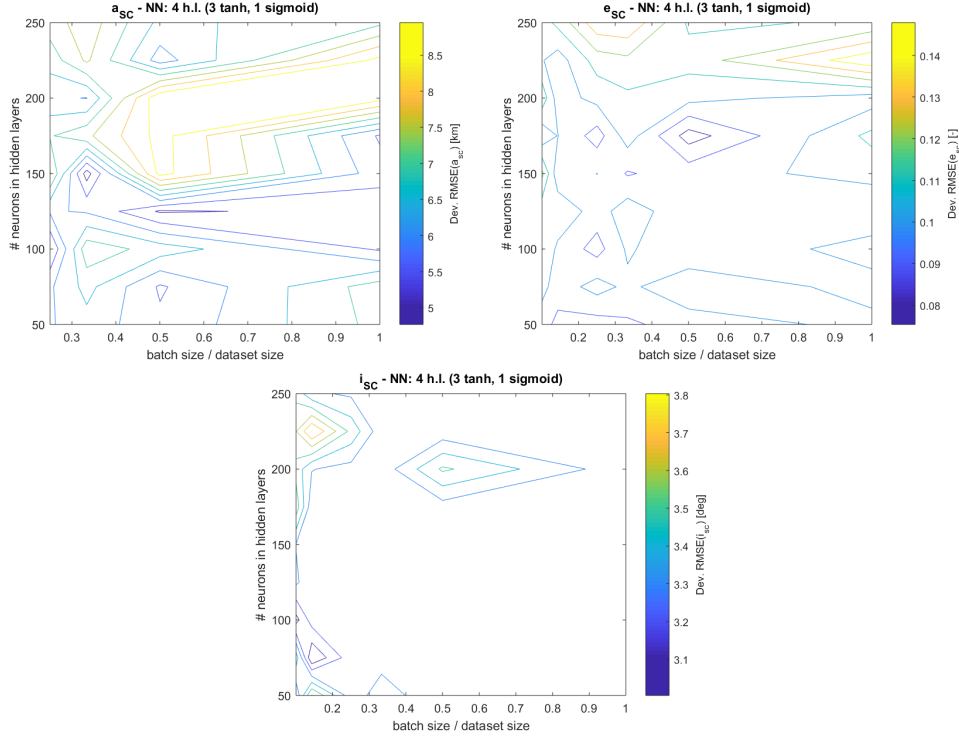 a_SC - NN: 4 h.l. (3 tanh, 1 sigmoid)
250
200
150
100
50
# neurons in hidden layers
0.3 0.4 0.5 0.6 0.7 0.8 0.9 1
batch size / dataset size
8.5
8
7.5
7
6.5
6
5.5
5
Dev. RMSE(a_sc) [km]
e_SC - NN: 4 h.l. (3 tanh, 1 sigmoid)
250
200
150
100
50
# neurons in hidden layers
0.2 0.3 0.4 0.5 0.6 0.7 0.8 0.9 1
batch size / dataset size
0.14
0.13
0.12
0.11
0.1
0.09
0.08
Dev. RMSE(e_sc) [-]
i_SC - NN: 4 h.l. (3 tanh, 1 sigmoid)
250
200
150
100
50
# neurons in hidden layers
0.2 0.3 0.4 0.5 0.6 0.7 0.8 0.9 1
batch size / dataset size
3.8
3.7
3.6
3.5
3.4
3.3
3.2
3.1
Dev. RMSE(i_sc) [deg]